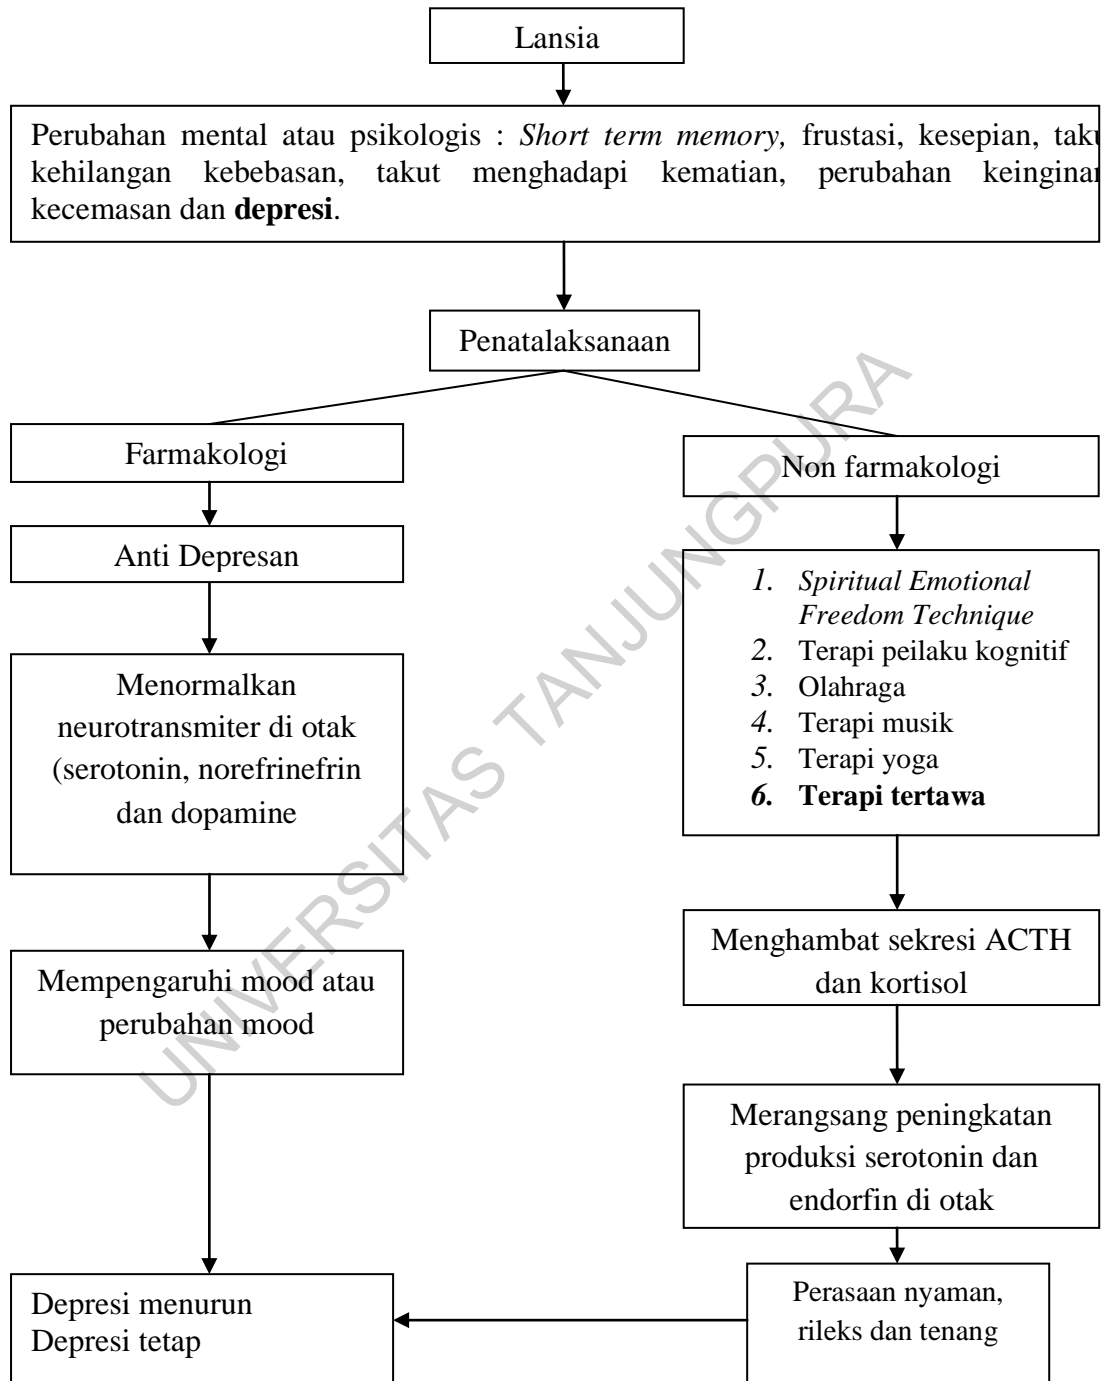 Lansia
Perubahan mental atau psikologis : Short term memory, frustasi, kesepian, taku
kehilangan kebebasan, takut menghadapi kematian, perubahan keinginan
kecemasan dan depresi.
Penatalaksanaan
Farmakologi
Anti Depresan
Menormalkan
neurotransmiter di otak
(serotonin, norefrinefrin
dan dopamine
Mempengaruhi mood atau
perubahan mood
Depresi menurun
Depresi tetap
Non farmakologi
1. Spiritual Emotional
Freedom Technique
2. Terapi peilaku kognitif
3. Olahraga
4. Terapi musik
5. Terapi yoga
6. Terapi tertawa
Menghambat sekresi ACTH
dan kortisol
Merangsang peningkatan
produksi serotonin dan
endorfin di otak
Perasaan nyaman,
rileks dan tenang
UNIVERSITAS TANJUNGPURA